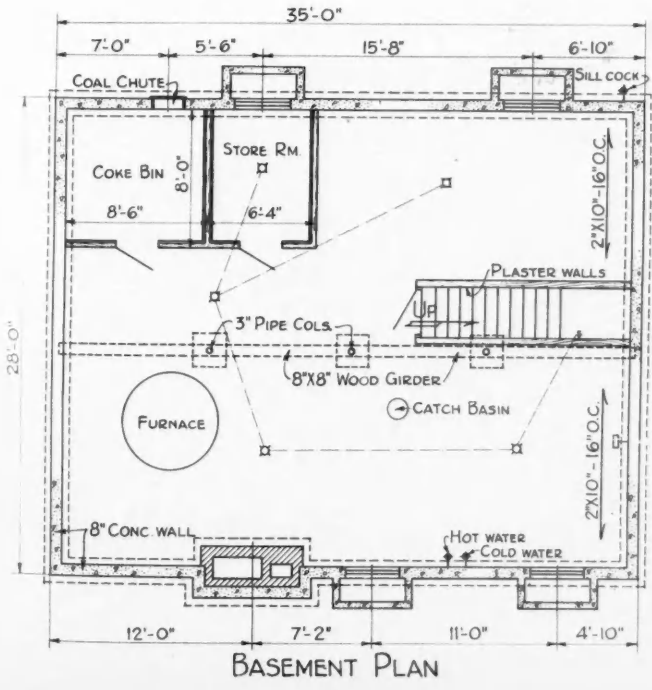 35'-0"
7'-0" 5'-6" 15'-8" 6'-10"
COAL CHUTE
SILL COCK
STORE RM.
COKE BIN
8'-0"
2"X10"-16"O.C.
8'-6" 6'-4"
PLASTER WALLS
UP
3" PIPE COLS.
28'-0"
8"X8" WOOD GIRDER
CATCH BASIN
FURNACE
2"X10"-16"O.C.
8" CONC. WALL
HOT WATER
COLD WATER
12'-0" 7'-2" 11'-0" 4'-10"
BASEMENT PLAN